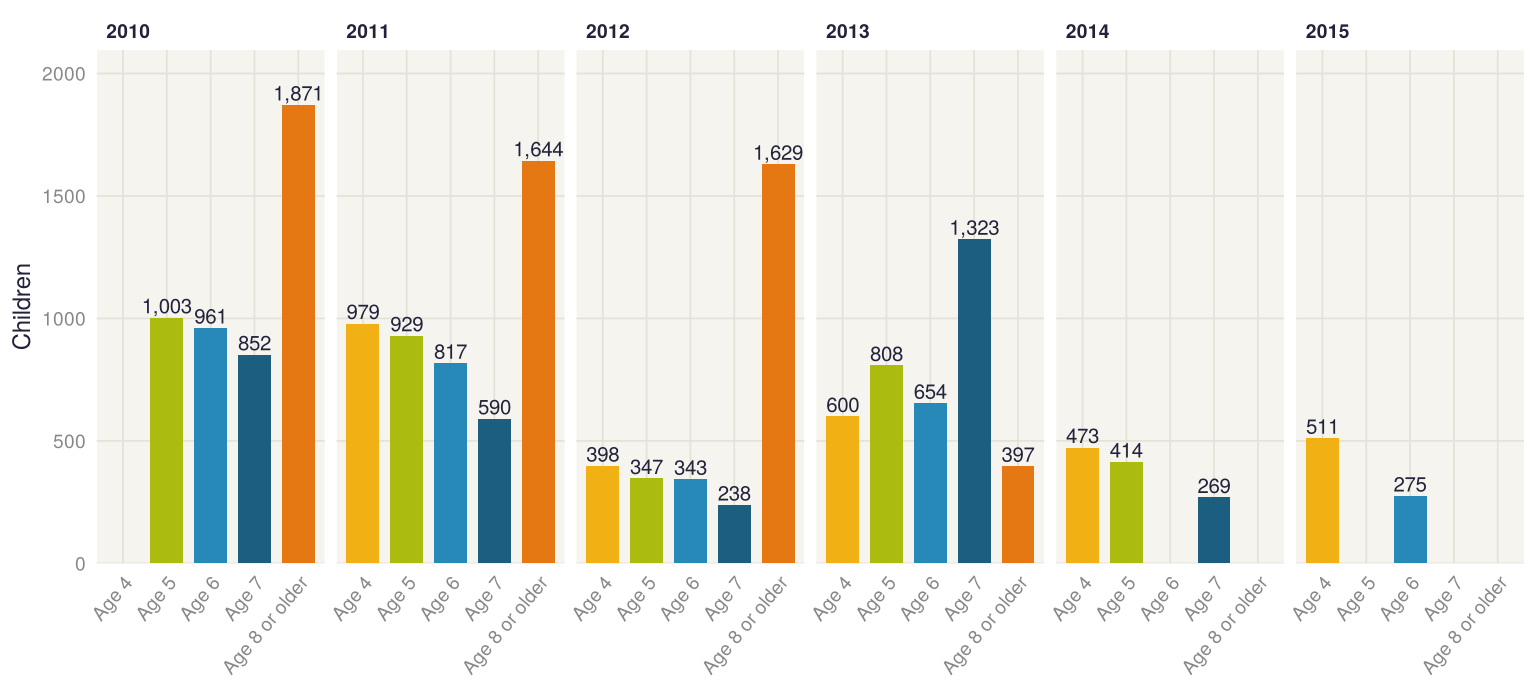 2010 2011 2012 2013 2014 2015
Children
2000
1500
1000
500
0
1,003 961 852 1,871
979 929 817 590 1,644
398 347 343 238 1,629
600 808 654 1,323 397
473 414 269
511 275
Age 4 Age 5 Age 6 Age 7 Age 8 or older
Age 4 Age 5 Age 6 Age 7 Age 8 or older
Age 4 Age 5 Age 6 Age 7 Age 8 or older
Age 4 Age 5 Age 6 Age 7 Age 8 or older
Age 4 Age 5 Age 6 Age 7 Age 8 or older
Age 4 Age 5 Age 6 Age 7 Age 8 or older